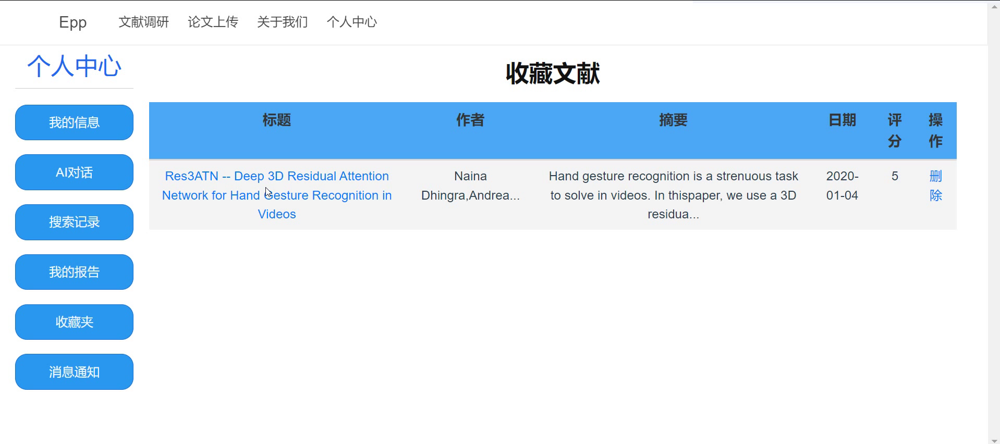 Epp 文献调研 论文上传 关于我们 个人中心
个人中心
我的信息
AI对话
搜索记录
我的报告
收藏夹
消息通知
收藏文献
标题 作者 摘要 日期 评 操
分 作
Res3ATN -- Deep 3D Residual Attention Naina Hand gesture recognition is a strenuous task 2020- 5 删
Network for Hand Gesture Recognition in Dhingra,Andrea... to solve in videos. In thispaper, we use a 3D 01-04 除
Videos residua...